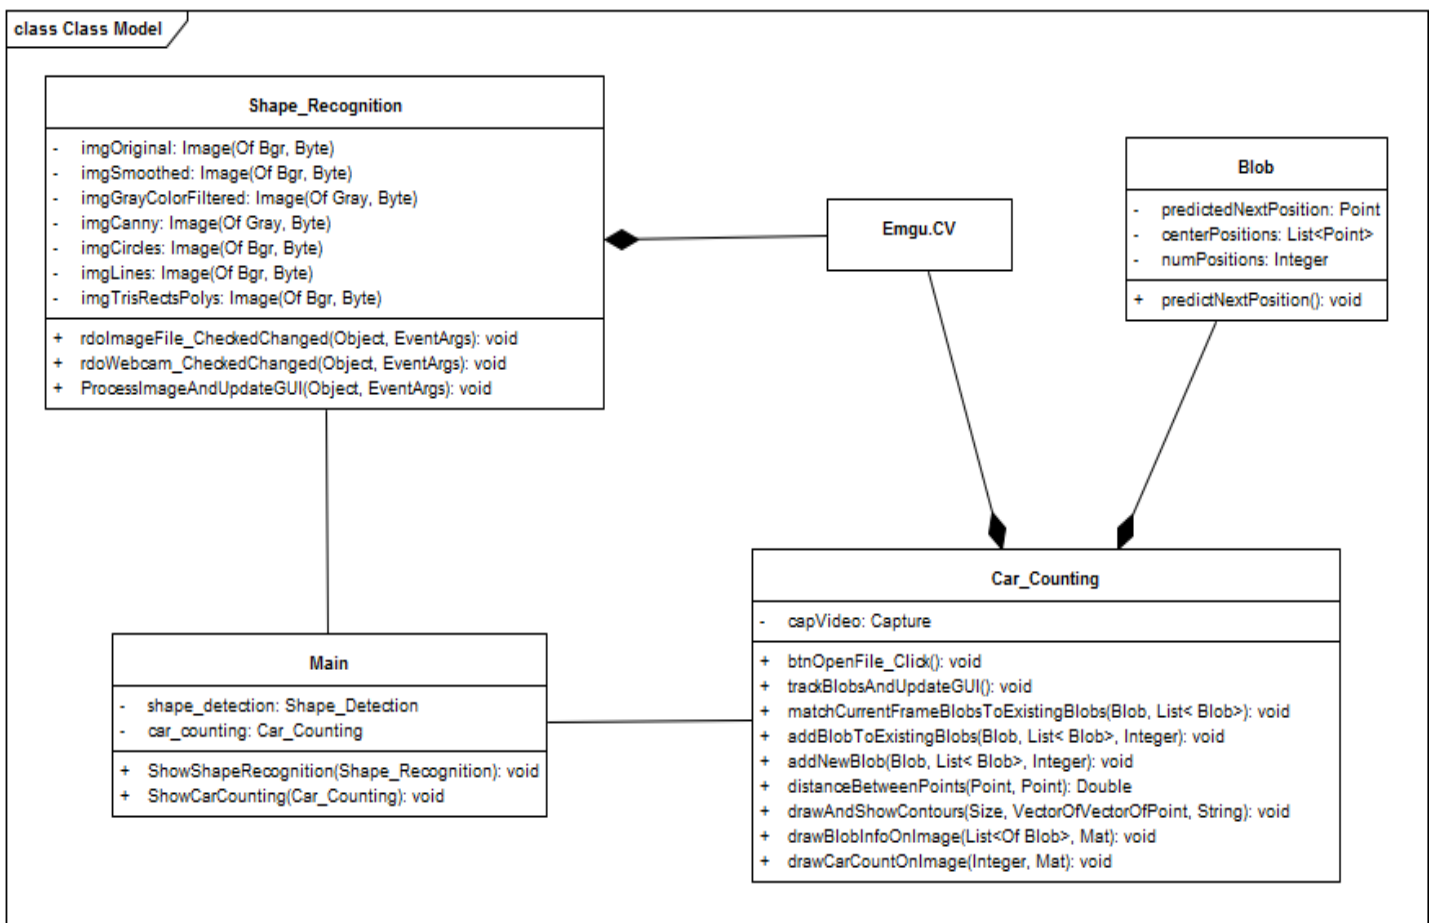 class Class Model
Shape_Recognition
- imgOriginal: Image(Of Bgr, Byte)
- imgSmoothed: Image(Of Bgr, Byte)
- imgGrayColorFiltered: Image(Of Gray, Byte)
- imgCanny: Image(Of Gray, Byte)
- imgCircles: Image(Of Bgr, Byte)
- imgLines: Image(Of Bgr, Byte)
- imgTrisRectsPolys: Image(Of Bgr, Byte)
+ rdoImageFile_CheckedChanged(Object, EventArgs): void
+ rdoWebcam_CheckedChanged(Object, EventArgs): void
+ ProcessImageAndUpdateGUI(Object, EventArgs): void
Emgu.CV
Blob
- predictedNextPosition: Point
- centerPositions: List<Point>
- numPositions: Integer
+ predictNextPosition(): void
Main
- shape_detection: Shape_Detection
- car_counting: Car_Counting
+ ShowShapeRecognition(Shape_Recognition): void
+ ShowCarCounting(Car_Counting): void
Car_Counting
- capVideo: Capture
+ btnOpenFile_Click(): void
+ trackBlobsAndUpdateGUI(): void
+ matchCurrentFrameBlobsToExistingBlobs(Blob, List< Blob>): void
+ addBlobToExistingBlobs(Blob, List< Blob>, Integer): void
+ addNewBlob(Blob, List< Blob>, Integer): void
+ distanceBetweenPoints(Point, Point): Double
+ drawAndShowContours(Size, VectorOfVectorOfPoint, String): void
+ drawBlobInfoOnImage(List<Of Blob>, Mat): void
+ drawCarCountOnImage(Integer, Mat): void